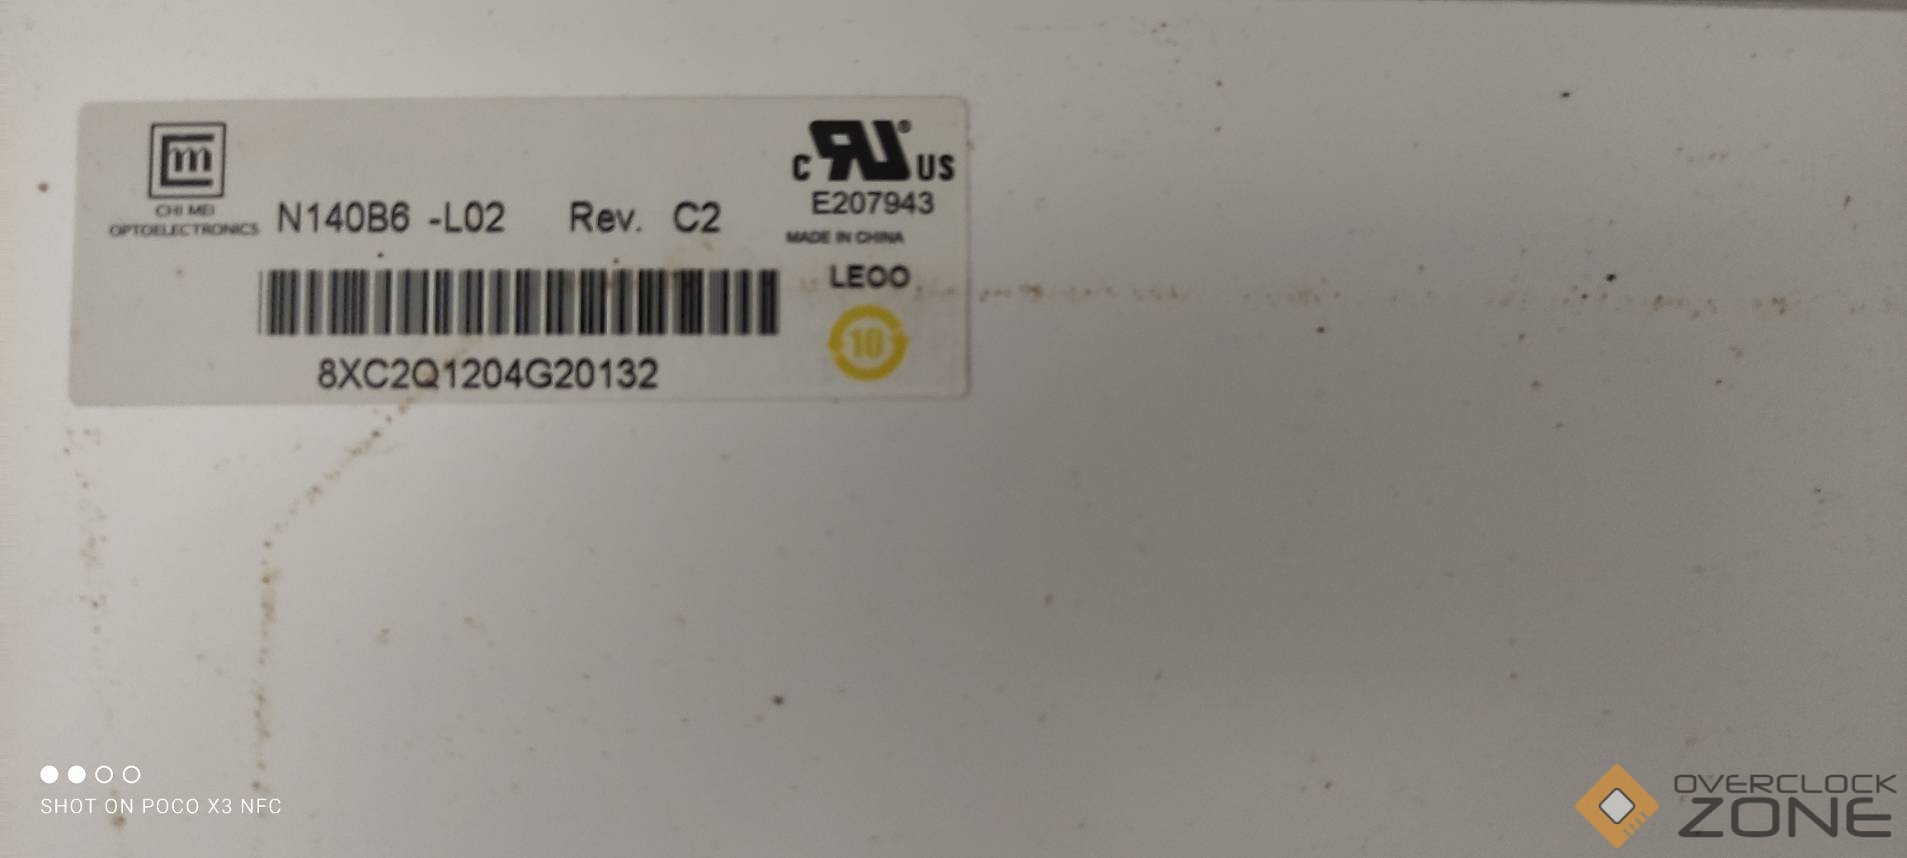 CHI MEI
OPTOELECTRONICS
N140B6 -L02 Rev. C2
8XC2Q1204G20132
C RU® US
E207943
MADE IN CHINA
LEOO
10
SHOT ON POCO X3 NFC
OVERCLOCK
ZONE